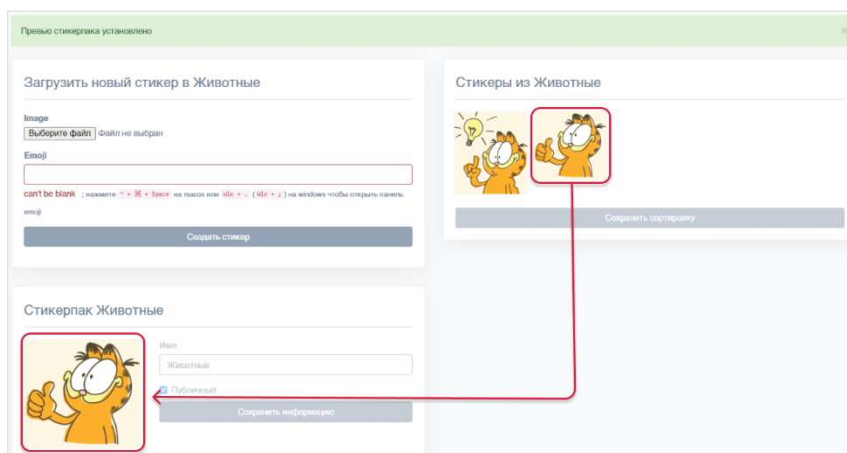 Превью стикерпака установлено
×
Загрузить новый стикер в Животные
Image
Выберите файл Файл не выбран
Emoji
can't be blank ; нажмите ^ + ⌘ + Space на macos или Win + . ( Win + ; ) на windows чтобы открыть панель
emoji
Создать стикер
Стикеры из Животные
Сохранить сортировку
Стикерпак Животные
Имя
Животные
Публичный
Сохранить информацию